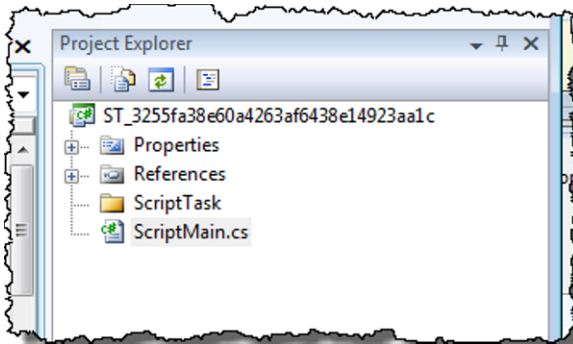 Project Explorer
ST_3255fa38e60a4263af6438e14923aa1c
Properties
References
ScriptTask
ScriptMain.cs